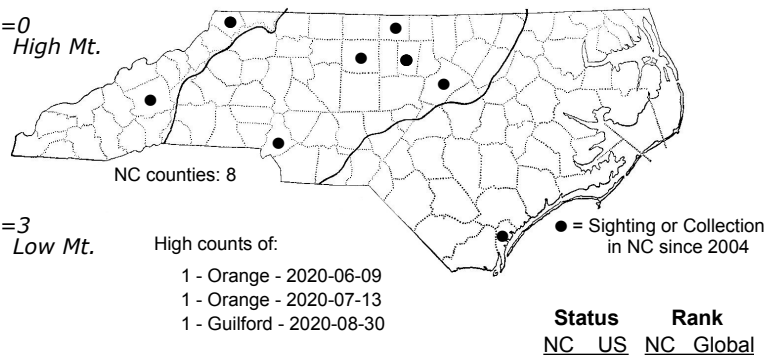 =0
High Mt.
NC counties: 8
=3
Low Mt.
High counts of:
1 - Orange - 2020-06-09
1 - Orange - 2020-07-13
1 - Guilford - 2020-08-30
● = Sighting or Collection
in NC since 2004
Status Rank
NC US NC Global